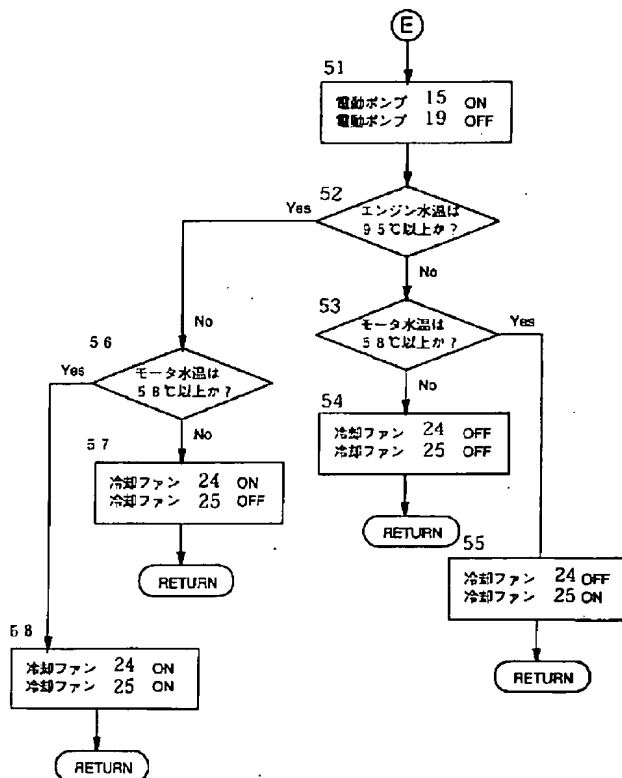 E
51
電動ポンプ 15 ON
電動ポンプ 19 OFF
52
Yes
エンジン水温は
95℃以上か?
No
53
モータ水温は
58℃以上か?
Yes
No
No
56
Yes
モータ水温は
58℃以上か?
No
54
冷却ファン 24 OFF
冷却ファン 25 OFF
57
冷却ファン 24 ON
冷却ファン 25 OFF
RETURN
55
冷却ファン 24 OFF
冷却ファン 25 ON
RETURN
58
冷却ファン 24 ON
冷却ファン 25 ON
RETURN
RETURN